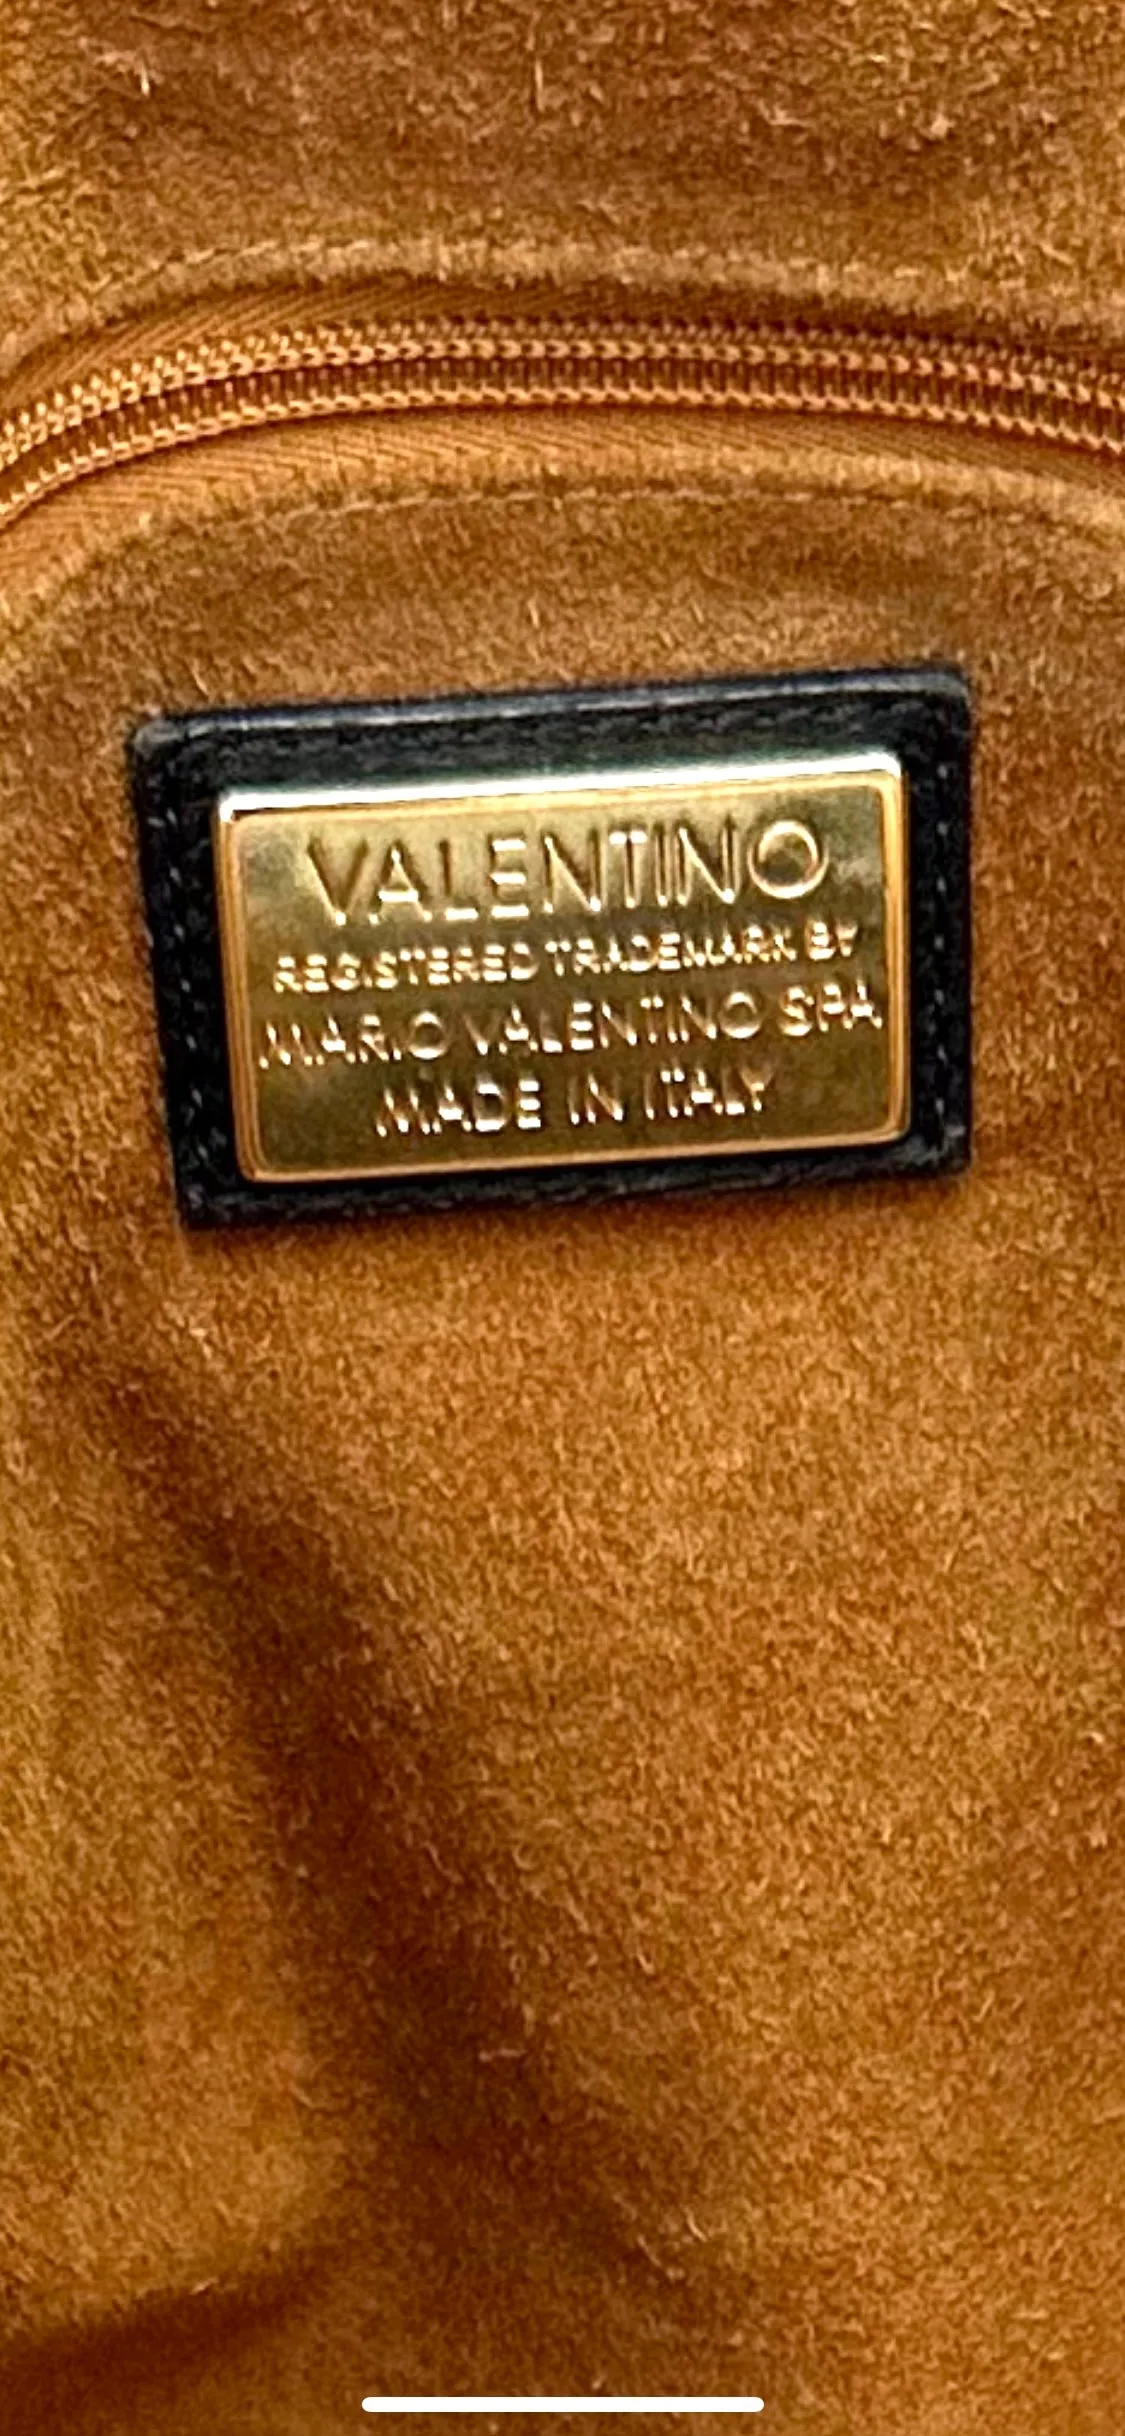 VALENTINO
REGISTERED TRADEMARK BY
MARIO VALENTINO SPA
MADE IN ITALY